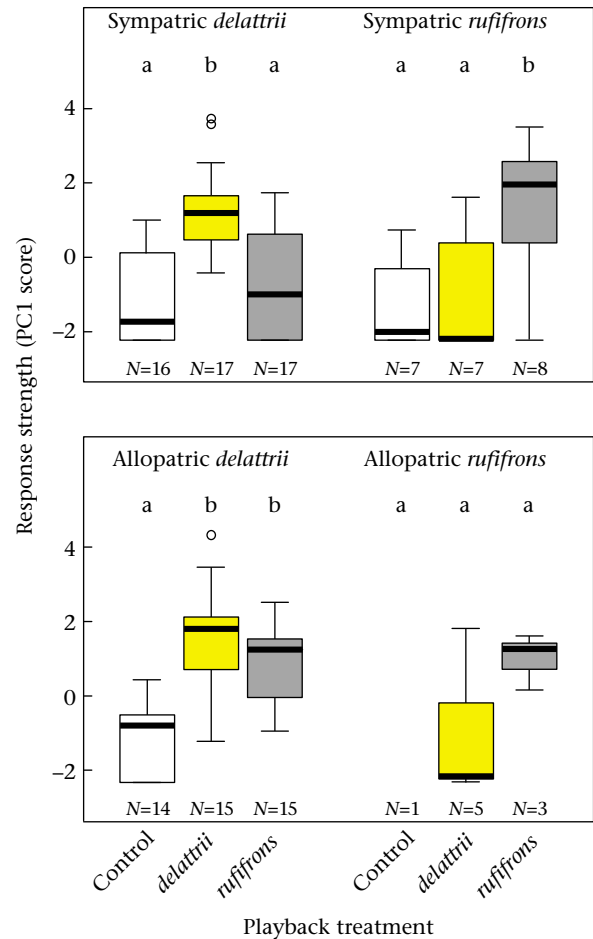 Sympatric delattrii Sympatric rufifrons
a b a a a b
4
2
0
−2
N=16 N=17 N=17 N=7 N=7 N=8
Response strength (PC1 score)
Allopatric delattrii Allopatric rufifrons
a b b a a a
4
2
0
−2
N=14 N=15 N=15 N=1 N=5 N=3
Control delattrii rufifrons Control delattrii rufifrons
Playback treatment